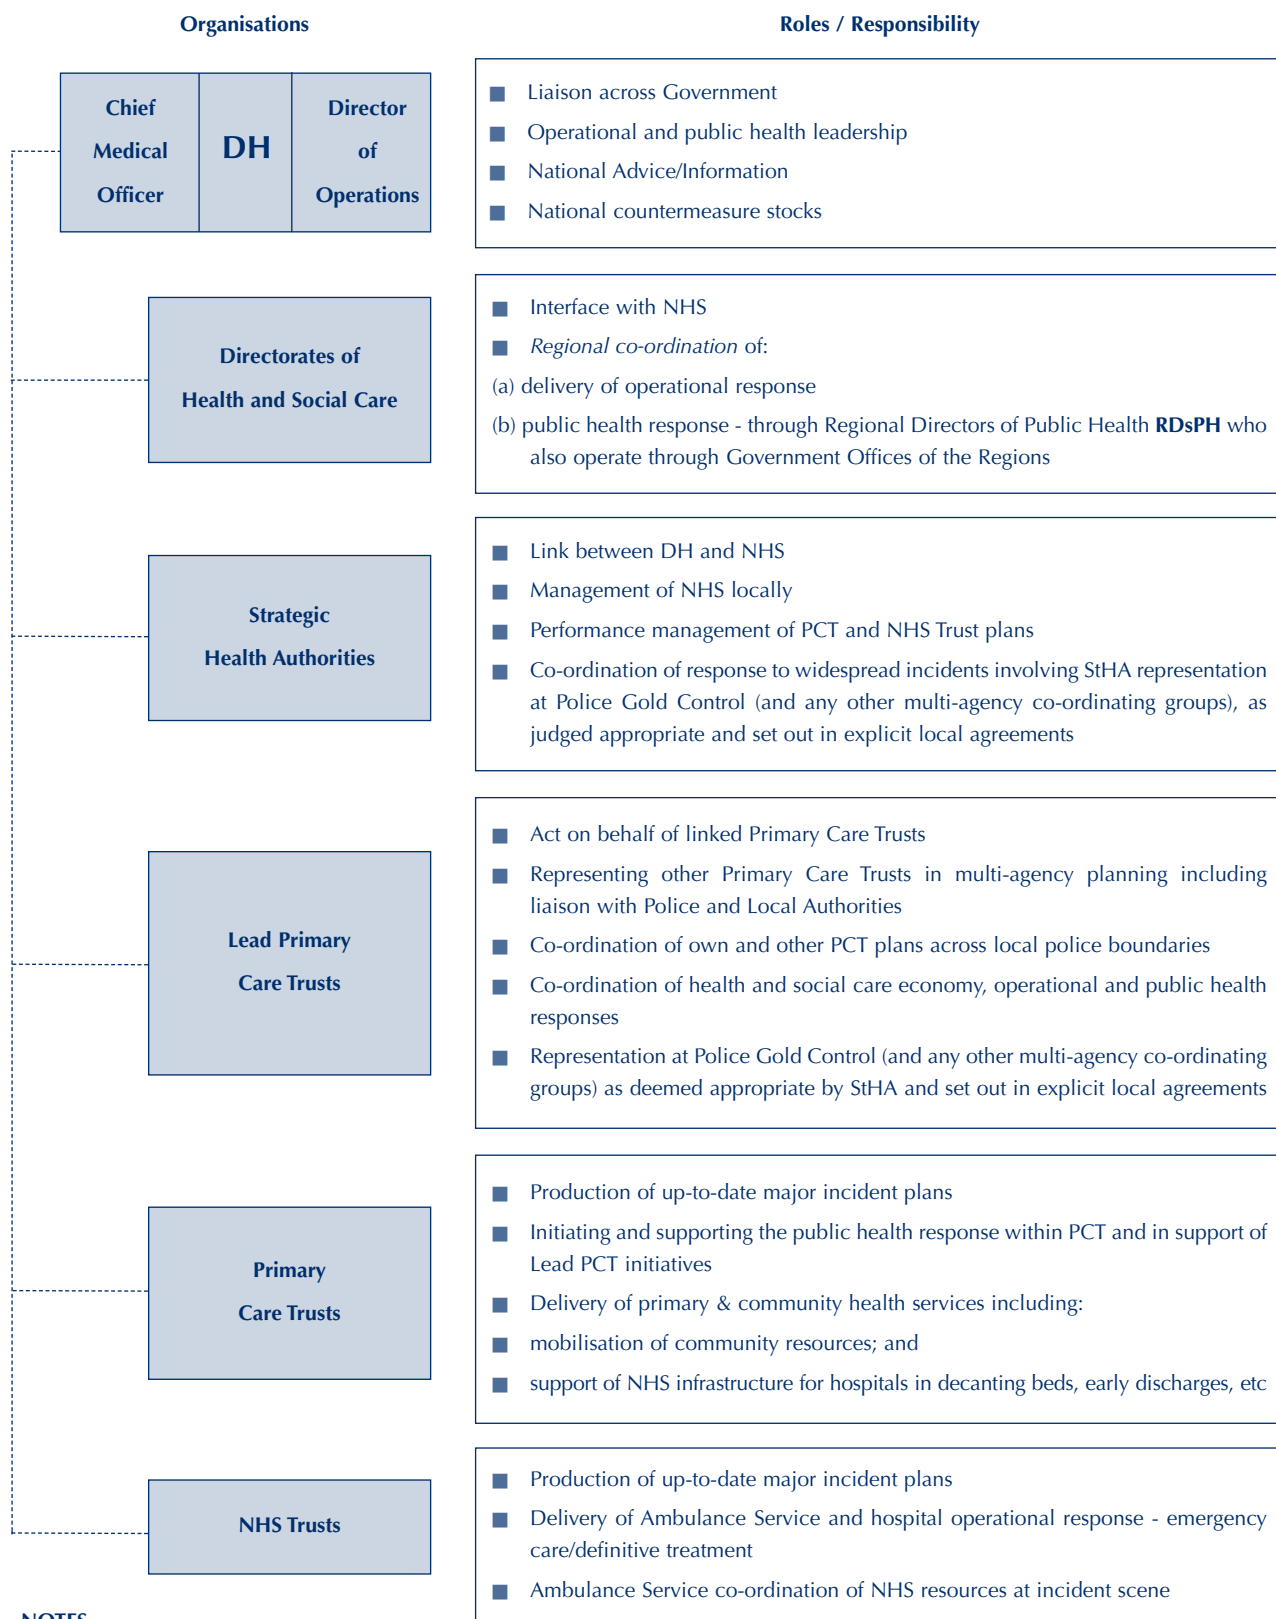 Organisations
Roles / Responsibility
Chief
Medical
Officer
DH
Director
of
Operations
■ Liaison across Government
■ Operational and public health leadership
■ National Advice/Information
■ National countermeasure stocks
Directorates of
Health and Social Care
■ Interface with NHS
■ Regional co-ordination of:
(a) delivery of operational response
(b) public health response - through Regional Directors of Public Health RDsPH who
also operate through Government Offices of the Regions
Strategic
Health Authorities
■ Link between DH and NHS
■ Management of NHS locally
■ Performance management of PCT and NHS Trust plans
■ Co-ordination of response to widespread incidents involving StHA representation
at Police Gold Control (and any other multi-agency co-ordinating groups), as
judged appropriate and set out in explicit local agreements
Lead Primary
Care Trusts
■ Act on behalf of linked Primary Care Trusts
■ Representing other Primary Care Trusts in multi-agency planning including
liaison with Police and Local Authorities
■ Co-ordination of own and other PCT plans across local police boundaries
■ Co-ordination of health and social care economy, operational and public health
responses
■ Representation at Police Gold Control (and any other multi-agency co-ordinating
groups) as deemed appropriate by StHA and set out in explicit local agreements
Primary
Care Trusts
■ Production of up-to-date major incident plans
■ Initiating and supporting the public health response within PCT and in support of
Lead PCT initiatives
■ Delivery of primary & community health services including:
■ mobilisation of community resources; and
■ support of NHS infrastructure for hospitals in decanting beds, early discharges, etc
NHS Trusts
■ Production of up-to-date major incident plans
■ Delivery of Ambulance Service and hospital operational response - emergency
care/definitive treatment
■ Ambulance Service co-ordination of NHS resources at incident scene
NOTES